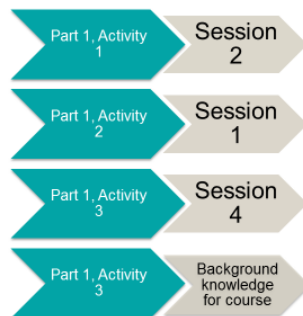 Part 1, Activity
1
Session
2
Part 1, Activity
2
Session
1
Part 1, Activity
3
Session
4
Part 1, Activity
3
Background
knowledge
for course